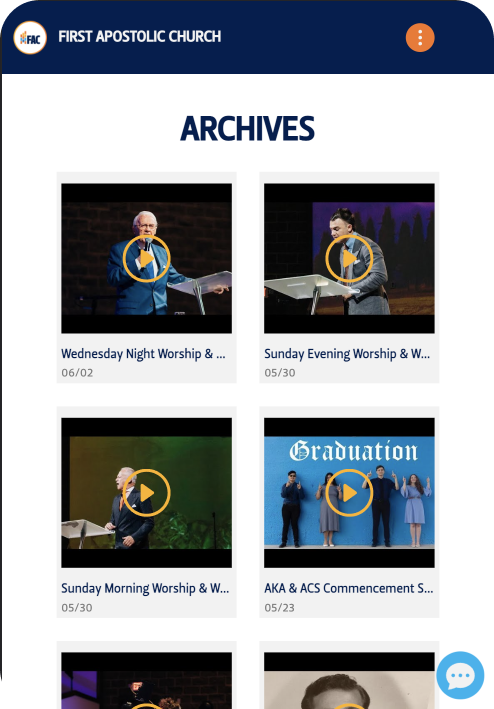 FAC
FIRST APOSTOLIC CHURCH
ARCHIVES
Wednesday Night Worship & ...
06/02
Sunday Evening Worship & W...
05/30
Graduation
Sunday Morning Worship & W...
05/30
AKA & ACS Commencement S...
05/23